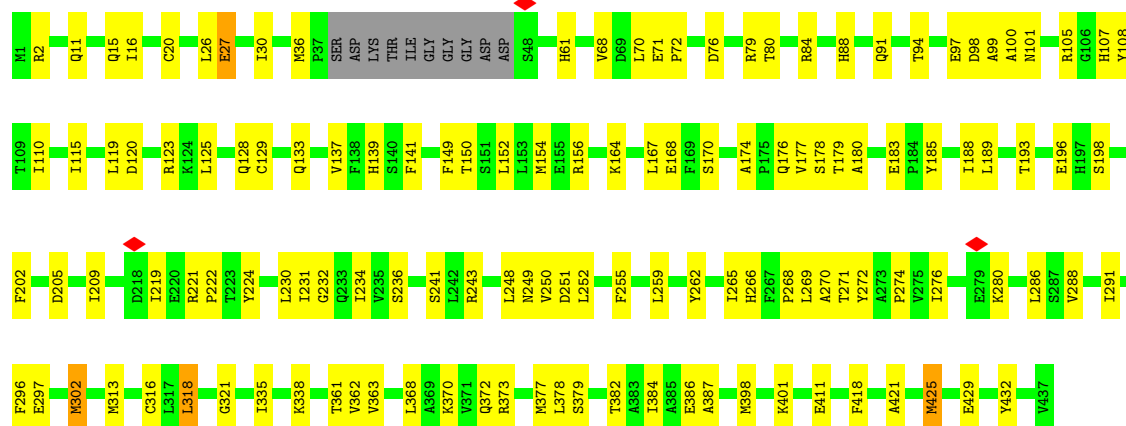 M1 R2 Q11 Q15 I16 C20 L26 E27 I30 M36 P37 SER ASP LYS THR ILE GLY GLY GLY ASP ASP S48 H61 V68 D69 L70 E71 P72 D76 R79 T80 R84 H88 Q91 T94 E97 D98 A99 A100 N101 R105 G106 H107 Y108
T109 I110 I115 L119 D120 R123 K124 L125 Q128 C129 Q133 V137 F138 H139 S140 F141 F149 T150 S151 L152 L153 M154 E155 R156 K164 L167 E168 F169 S170 A174 P175 Q176 V177 S178 T179 A180 E183 P184 Y185 I188 L189 T193 E196 H197 S198
F202 D205 I209 D218 I219 E220 R221 P222 T223 Y224 L230 I231 G232 Q233 I234 V235 S236 S241 L242 R243 L248 N249 V250 D251 L252 F255 L259 Y262 I265 H266 F267 P268 L269 A270 T271 Y272 A273 P274 V275 I276 E279 K280 L286 S287 V288 I291
F296 E297 M302 M313 C316 L317 L318 G321 I335 K338 T361 V362 V363 L368 A369 K370 V371 Q372 R373 M377 L378 S379 T382 A383 I384 A385 E386 A387 M398 K401 E411 F418 A421 M425 E429 Y432 V437